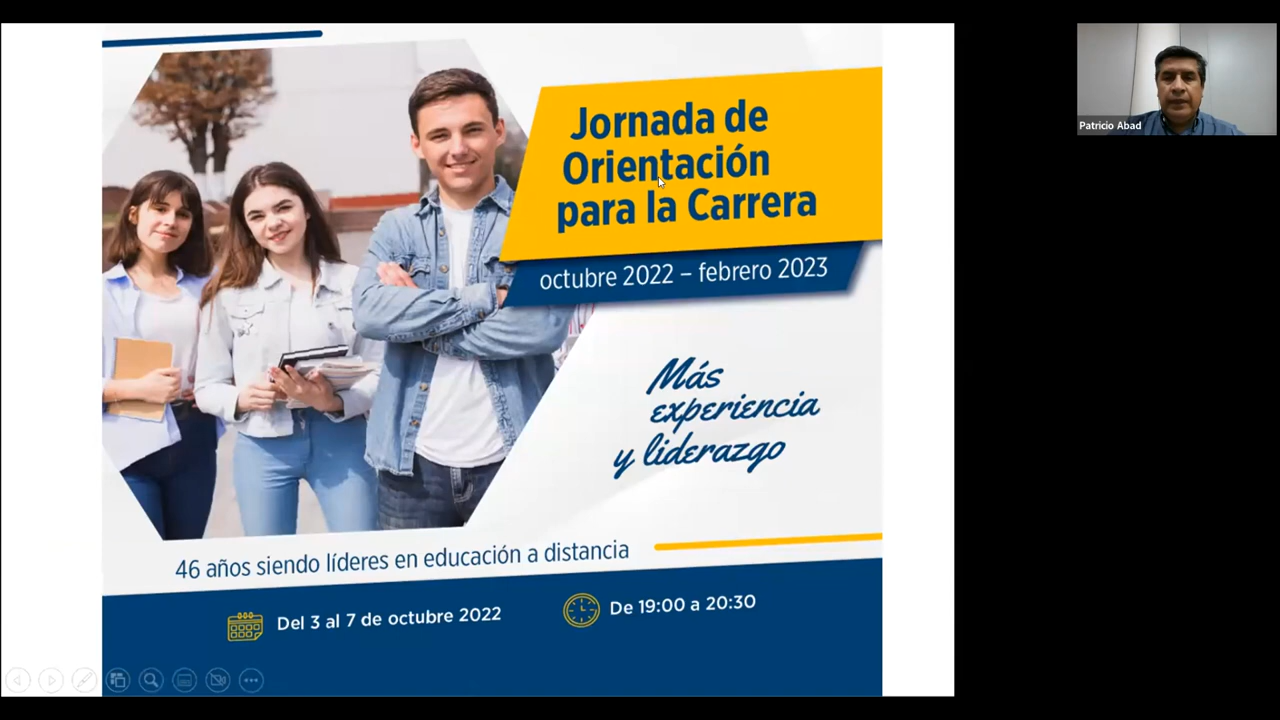 Jornada de
Orientación
para la Carrera
octubre 2022 – febrero 2023
Más
experiencia
y liderazgo
46 años siendo líderes en educación a distancia
Del 3 al 7 de octubre 2022
De 19:00 a 20:30
Patricio Abad